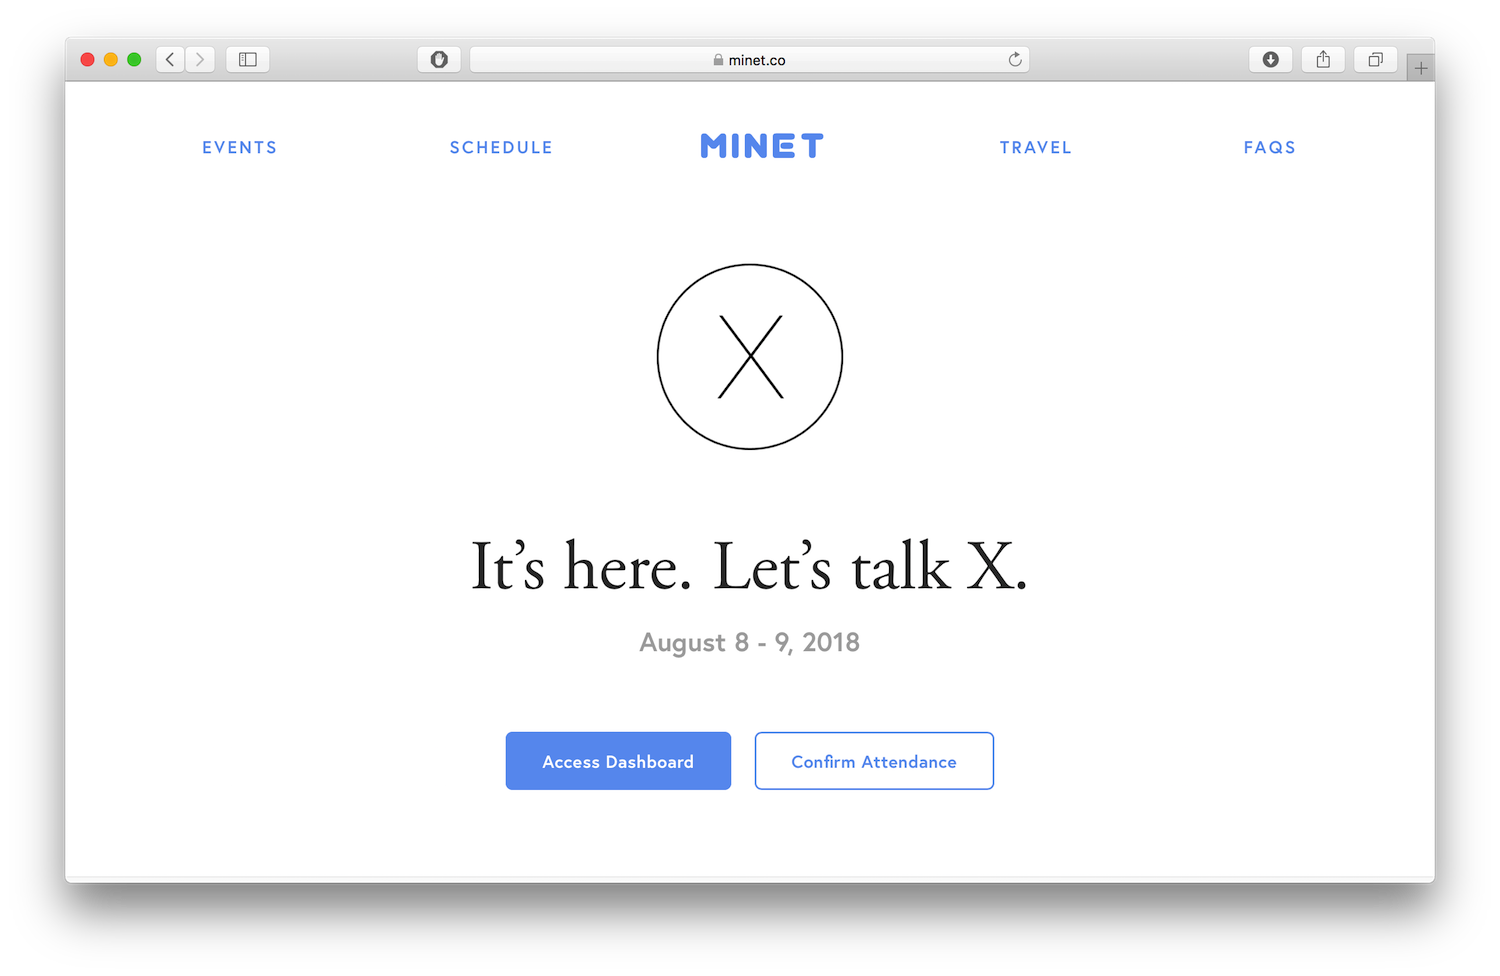 minet.co
EVENTS SCHEDULE MINET TRAVEL FAQS
X
It’s here. Let’s talk X.
August 8 - 9, 2018
Access Dashboard Confirm Attendance